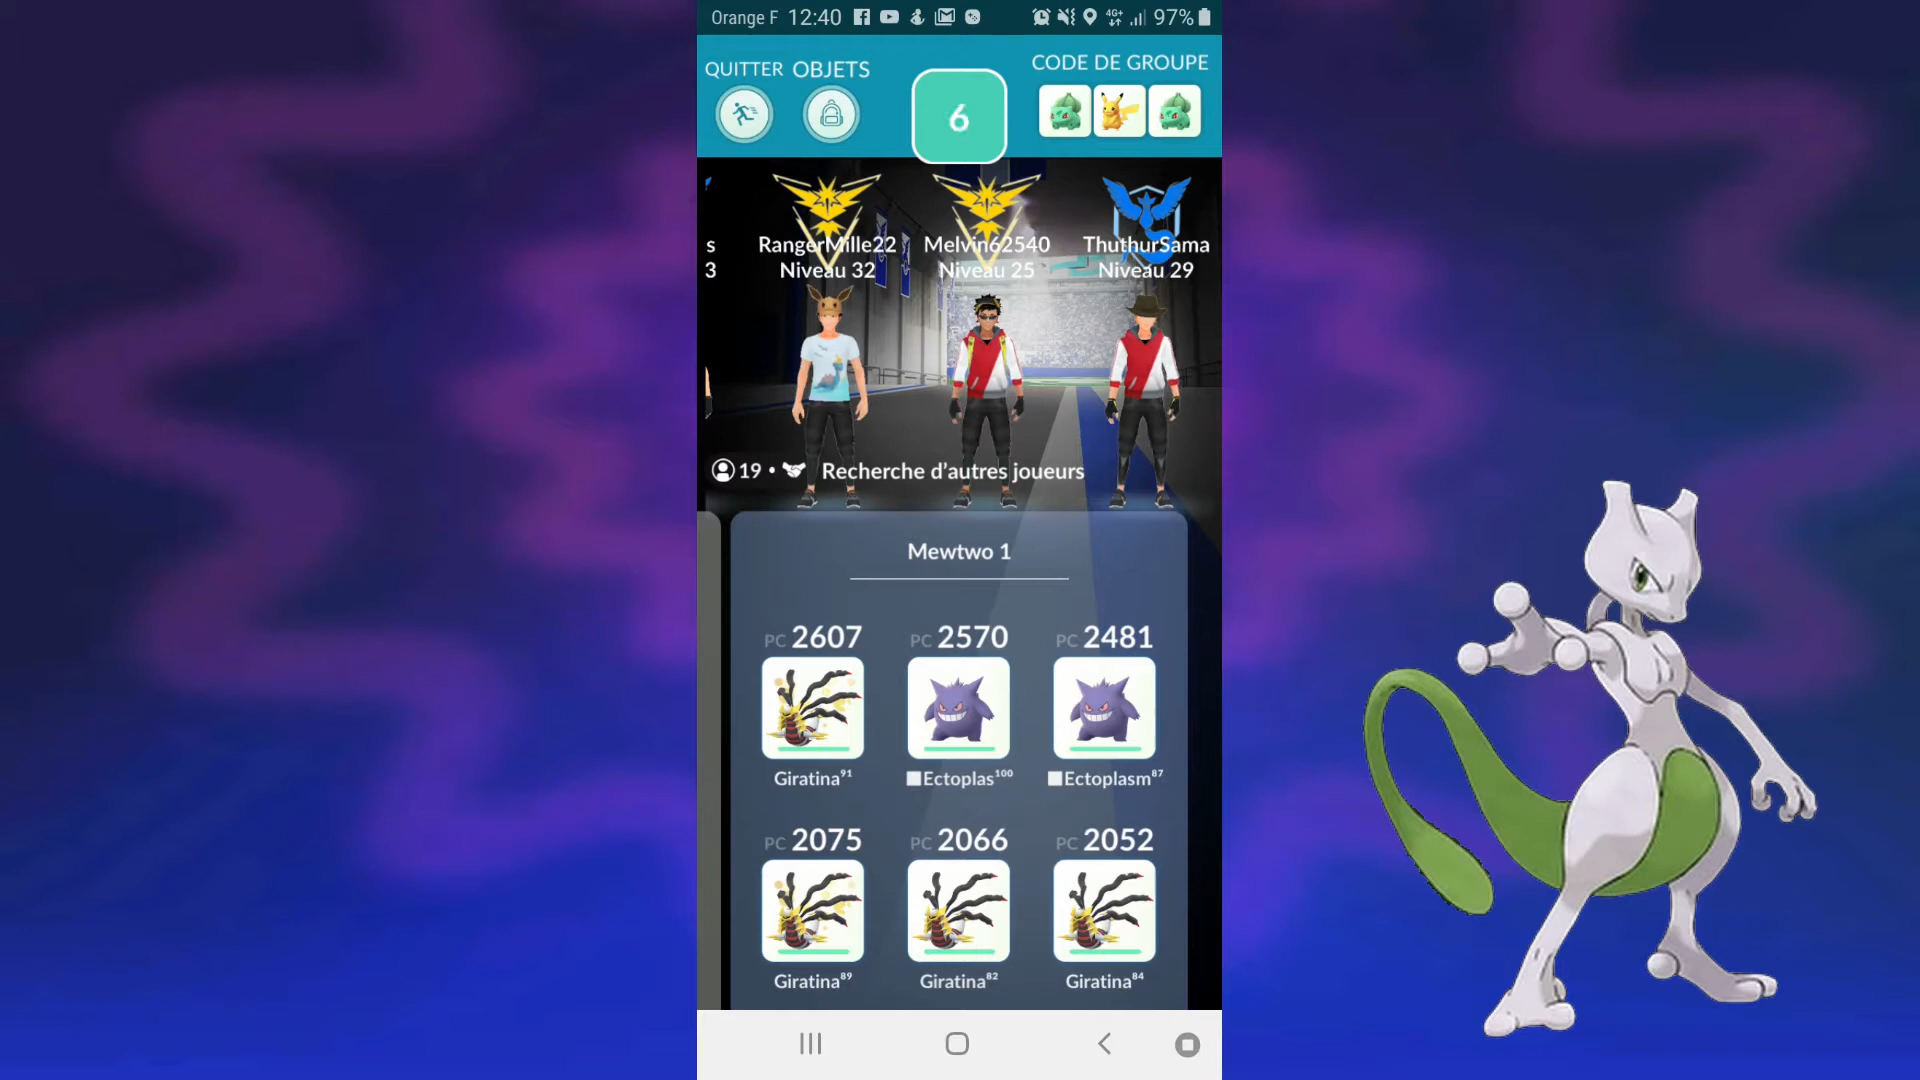 Orange F 12:40 4G+ 97%
QUITTER OBJETS
CODE DE GROUPE
6
s RangerMille22 Melvin62540 ThuthurSama
3 Niveau 32 Niveau 25 Niveau 29
19 • Recherche d’autres joueurs
Mewtwo 1
PC 2607 PC 2570 PC 2481
Giratina⁹¹ Ectoplas¹⁰⁰ Ectoplasm⁸⁷
PC 2075 PC 2066 PC 2052
Giratina⁸⁹ Giratina⁸² Giratina⁸⁴